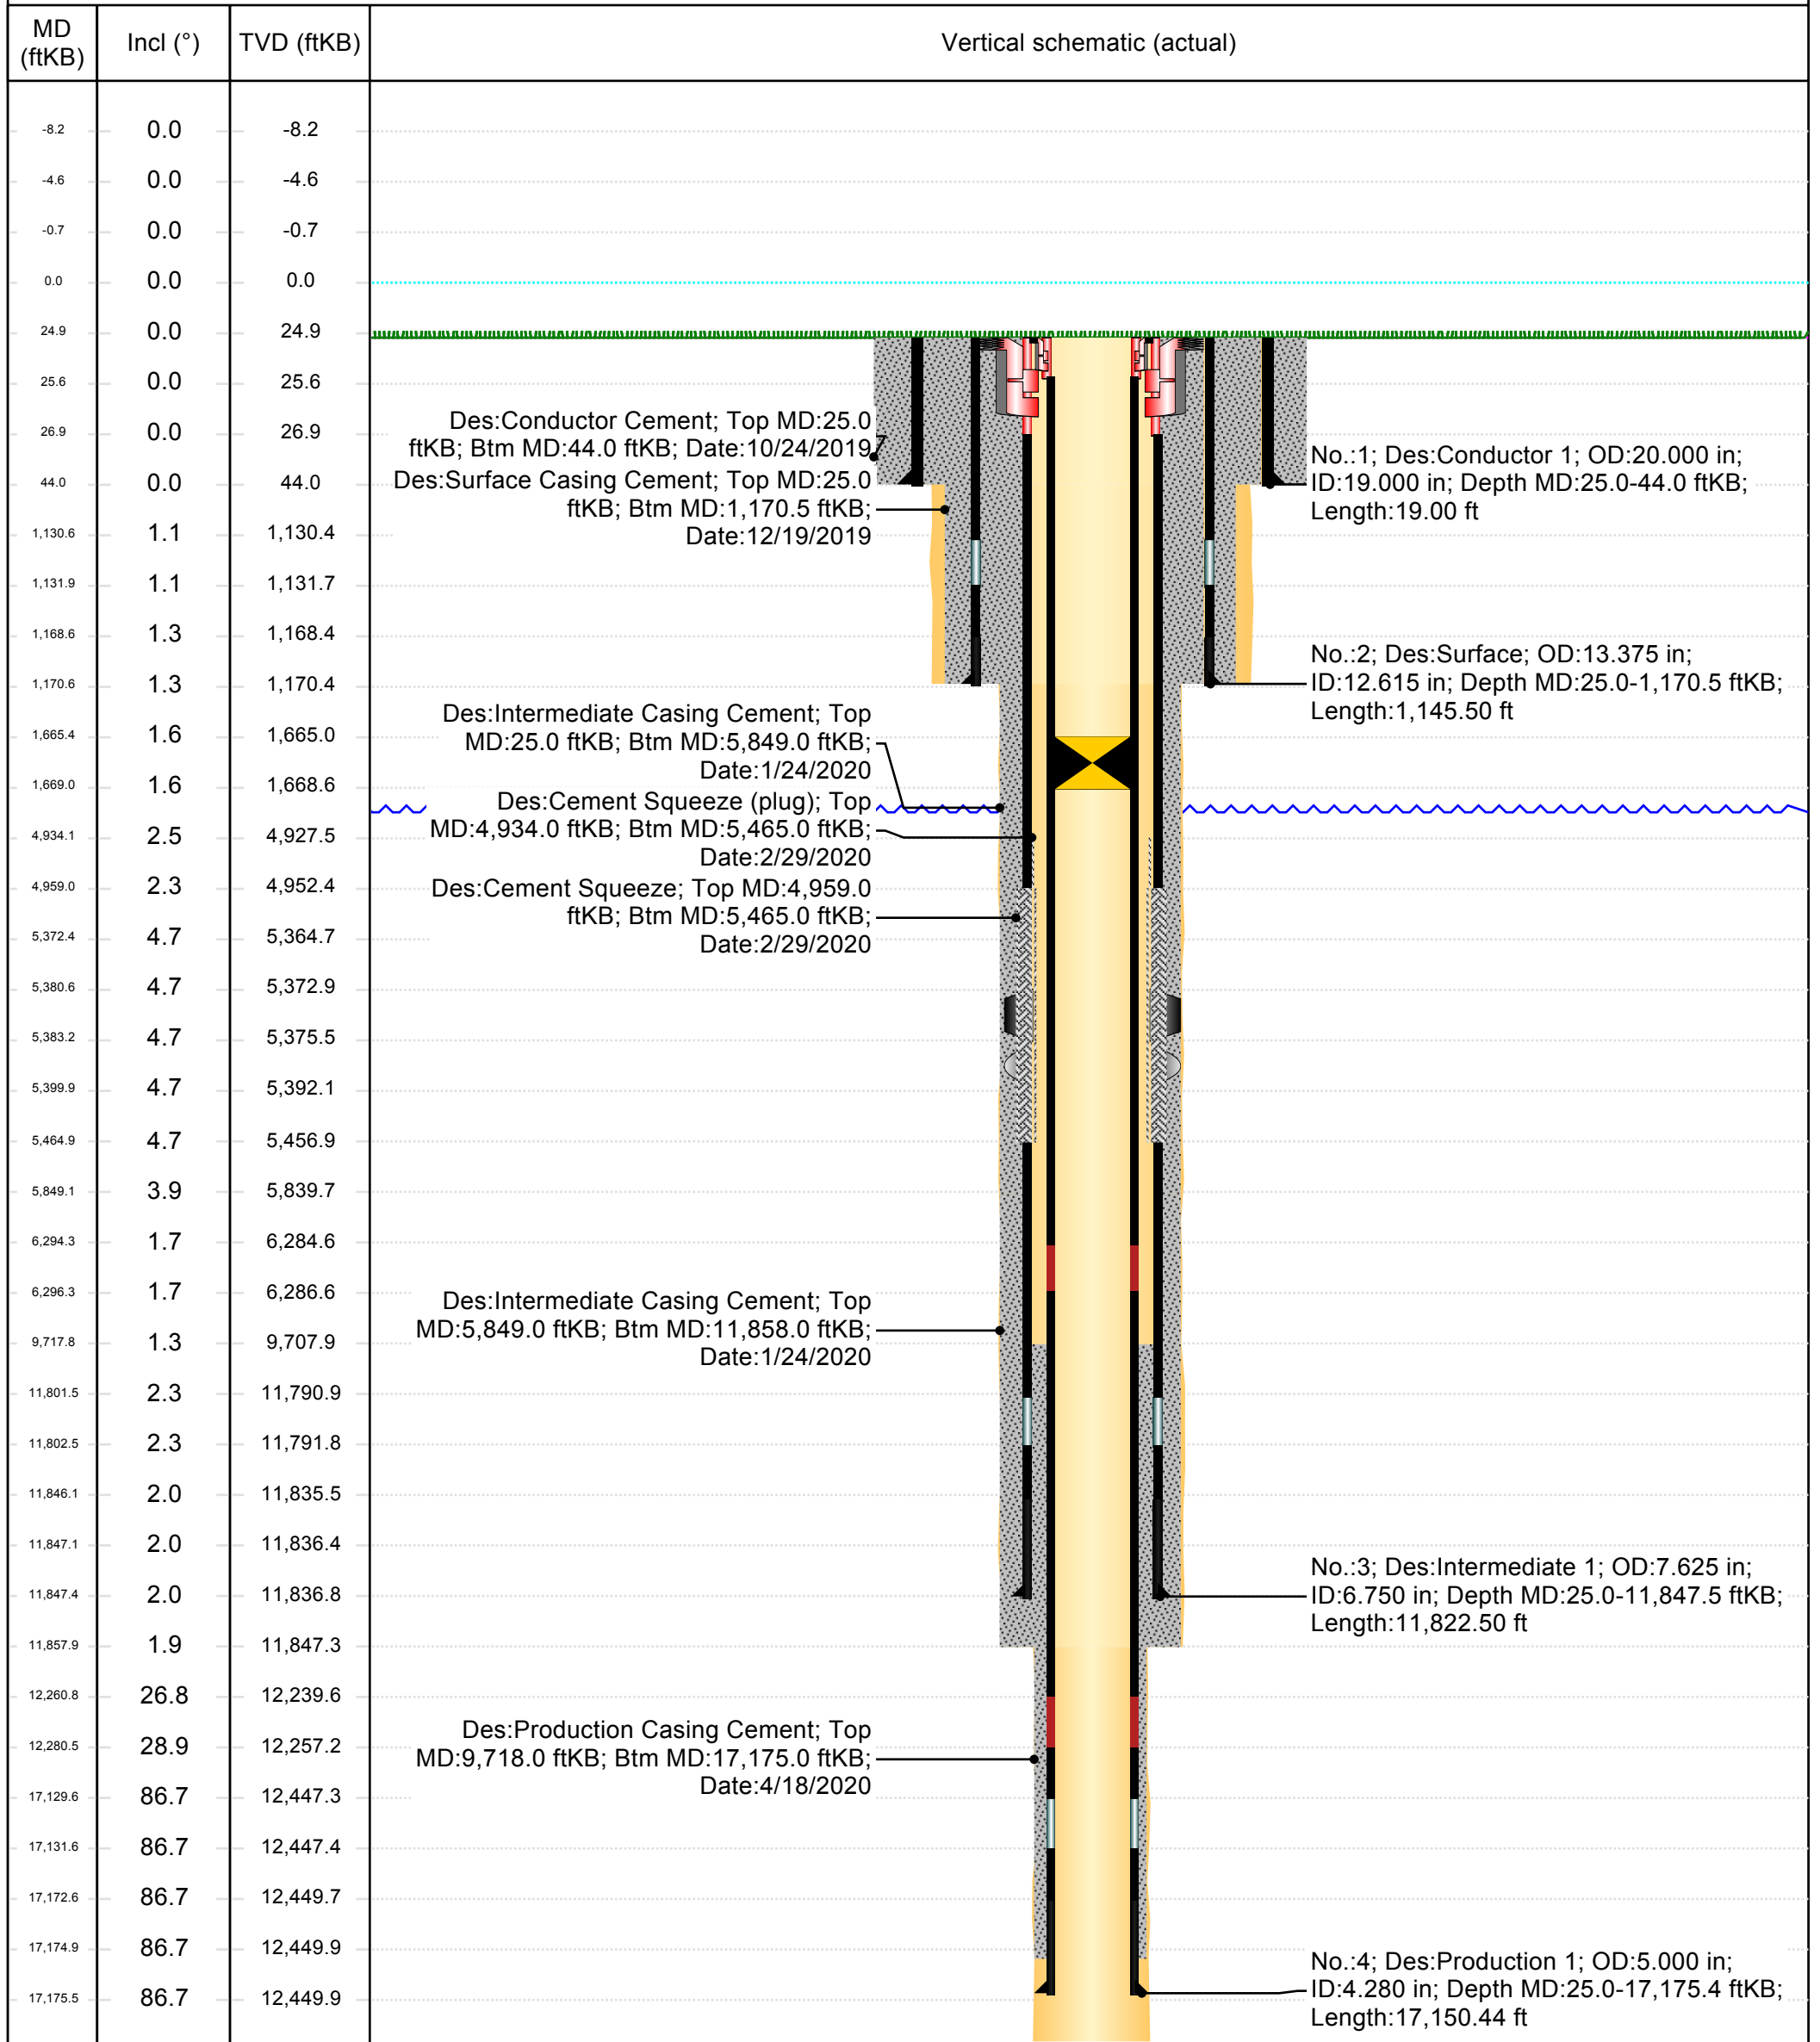 MD (ftKB) Incl (°) TVD (ftKB) Vertical schematic (actual)
-8.2 0.0 -8.2
-4.6 0.0 -4.6
-0.7 0.0 -0.7
0.0 0.0 0.0
24.9 0.0 24.9
25.6 0.0 25.6
26.9 0.0 26.9
44.0 0.0 44.0
1,130.6 1.1 1,130.4
1,131.9 1.1 1,131.7
1,168.6 1.3 1,168.4
1,170.6 1.3 1,170.4
1,665.4 1.6 1,665.0
1,669.0 1.6 1,668.6
4,934.1 2.5 4,927.5
4,959.0 2.3 4,952.4
5,372.4 4.7 5,364.7
5,380.6 4.7 5,372.9
5,383.2 4.7 5,375.5
5,399.9 4.7 5,392.1
5,464.9 4.7 5,456.9
5,849.1 3.9 5,839.7
6,294.3 1.7 6,284.6
6,296.3 1.7 6,286.6
9,717.8 1.3 9,707.9
11,801.5 2.3 11,790.9
11,802.5 2.3 11,791.8
11,846.1 2.0 11,835.5
11,847.1 2.0 11,836.4
11,847.4 2.0 11,836.8
11,857.9 1.9 11,847.3
12,260.8 26.8 12,239.6
12,280.5 28.9 12,257.2
17,129.6 86.7 12,447.3
17,131.6 86.7 12,447.4
17,172.6 86.7 12,449.7
17,174.9 86.7 12,449.9
17,175.5 86.7 12,449.9
Des:Conductor Cement; Top MD:25.0
ftKB; Btm MD:44.0 ftKB; Date:10/24/2019
Des:Surface Casing Cement; Top MD:25.0
ftKB; Btm MD:1,170.5 ftKB;
Date:12/19/2019
Des:Intermediate Casing Cement; Top
MD:25.0 ftKB; Btm MD:5,849.0 ftKB;
Date:1/24/2020
Des:Cement Squeeze (plug); Top
MD:4,934.0 ftKB; Btm MD:5,465.0 ftKB;
Date:2/29/2020
Des:Cement Squeeze; Top MD:4,959.0
ftKB; Btm MD:5,465.0 ftKB;
Date:2/29/2020
Des:Intermediate Casing Cement; Top
MD:5,849.0 ftKB; Btm MD:11,858.0 ftKB;
Date:1/24/2020
Des:Production Casing Cement; Top
MD:9,718.0 ftKB; Btm MD:17,175.0 ftKB;
Date:4/18/2020
No.:1; Des:Conductor 1; OD:20.000 in;
ID:19.000 in; Depth MD:25.0-44.0 ftKB;
Length:19.00 ft
No.:2; Des:Surface; OD:13.375 in;
ID:12.615 in; Depth MD:25.0-1,170.5 ftKB;
Length:1,145.50 ft
No.:3; Des:Intermediate 1; OD:7.625 in;
ID:6.750 in; Depth MD:25.0-11,847.5 ftKB;
Length:11,822.50 ft
No.:4; Des:Production 1; OD:5.000 in;
ID:4.280 in; Depth MD:25.0-17,175.4 ftKB;
Length:17,150.44 ft